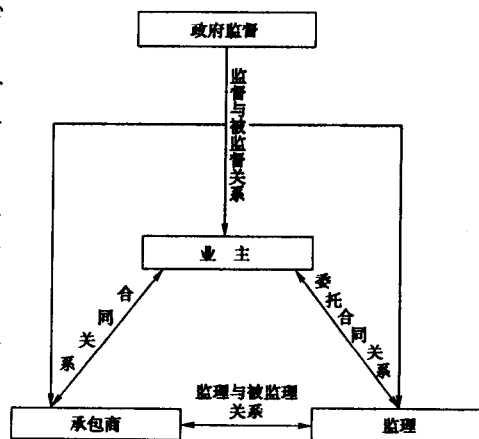 政府监督
监督与被监督关系
业 主
合同关系
委托合同关系
监理与被监理
关系
承包商
监理